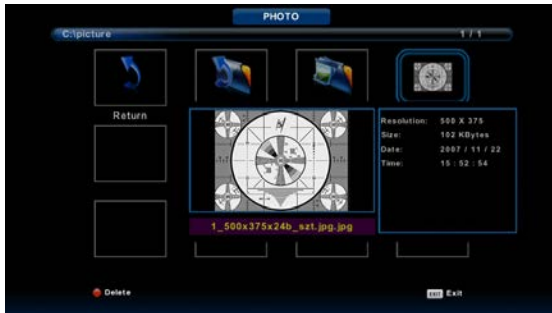 PHOTO
C:\picture
1 / 1
Return
Resolution: 500 X 375
Size: 102 KBytes
Date: 2007 / 11 / 22
Time: 15 : 52 : 54
1_500x375x24b_szt.jpg.jpg
Delete
EXIT Exit